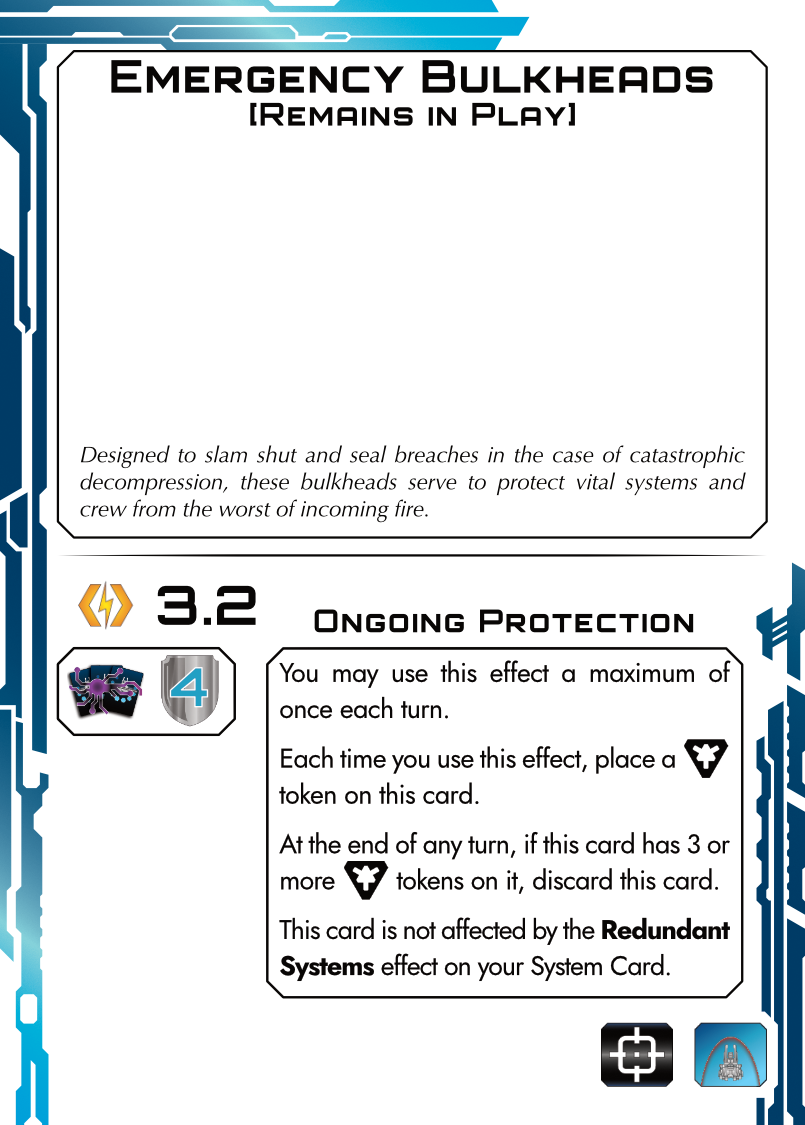 Emergency Bulkheads
[Remains in Play]
Designed to slam shut and seal breaches in the case of catastrophic
decompression, these bulkheads serve to protect vital systems and
crew from the worst of incoming fire.
3.2
Ongoing Protection
4
You may use this effect a maximum of
once each turn.
Each time you use this effect, place a
token on this card.
At the end of any turn, if this card has 3 or
more tokens on it, discard this card.
This card is not affected by the Redundant
Systems effect on your System Card.